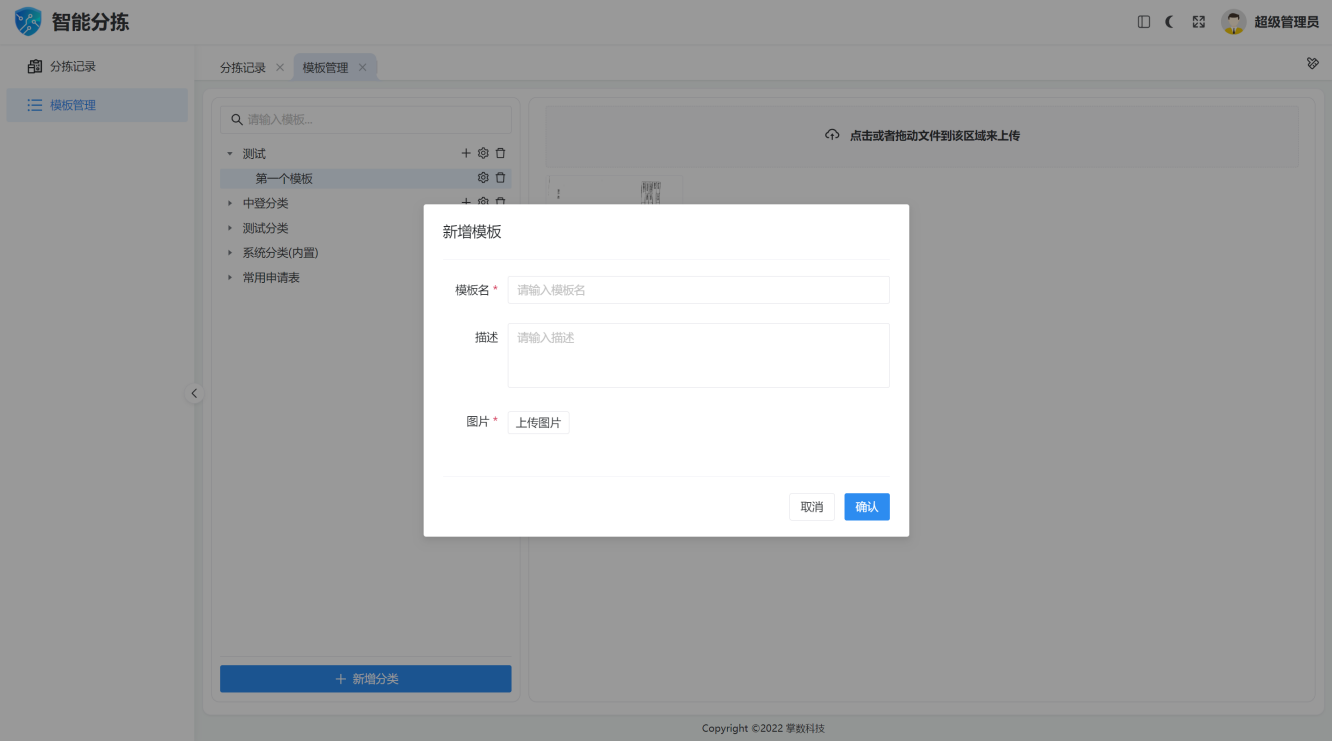 智能分拣
超级管理员
分拣记录
模板管理
分拣记录
模板管理
请输入模板...
测试
第一个模板
中登分类
测试分类
系统分类(内置)
常用申请表
新增分类
点击或者拖动文件到该区域来上传
新增模板
模板名*
请输入模板名
描述
请输入描述
图片*
上传图片
取消
确认
Copyright ©2022 掌数科技